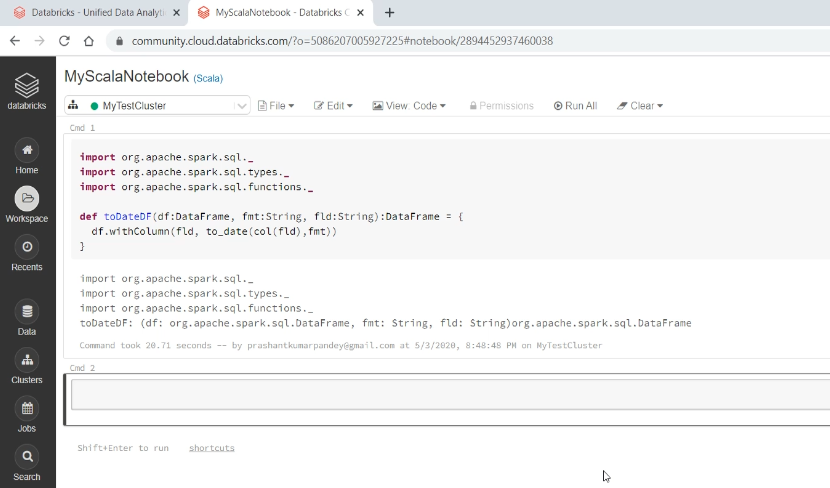 Databricks - Unified Data Analyti
MyScalaNotebook - Databricks C
community.cloud.databricks.com/?o=5086207005927225#notebook/2894452937460038
databricks
Home
Workspace
Recents
Data
Clusters
Jobs
Search
MyScalaNotebook (Scala)
MyTestCluster File Edit View: Code Permissions Run All Clear
Cmd 1
import org.apache.spark.sql._
import org.apache.spark.sql.types._
import org.apache.spark.sql.functions._
def toDateDF(df:DataFrame, fmt:String, fld:String):DataFrame = {
df.withColumn(fld, to_date(col(fld),fmt))
}
import org.apache.spark.sql._
import org.apache.spark.sql.types._
import org.apache.spark.sql.functions._
toDateDF: (df: org.apache.spark.sql.DataFrame, fmt: String, fld: String)org.apache.spark.sql.DataFrame
Command took 20.71 seconds -- by prashantkumarpandey@gmail.com at 5/3/2020, 8:48:48 PM on MyTestCluster
Cmd 2
Shift+Enter to run shortcuts